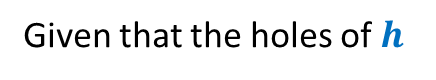 Given that the holes of h